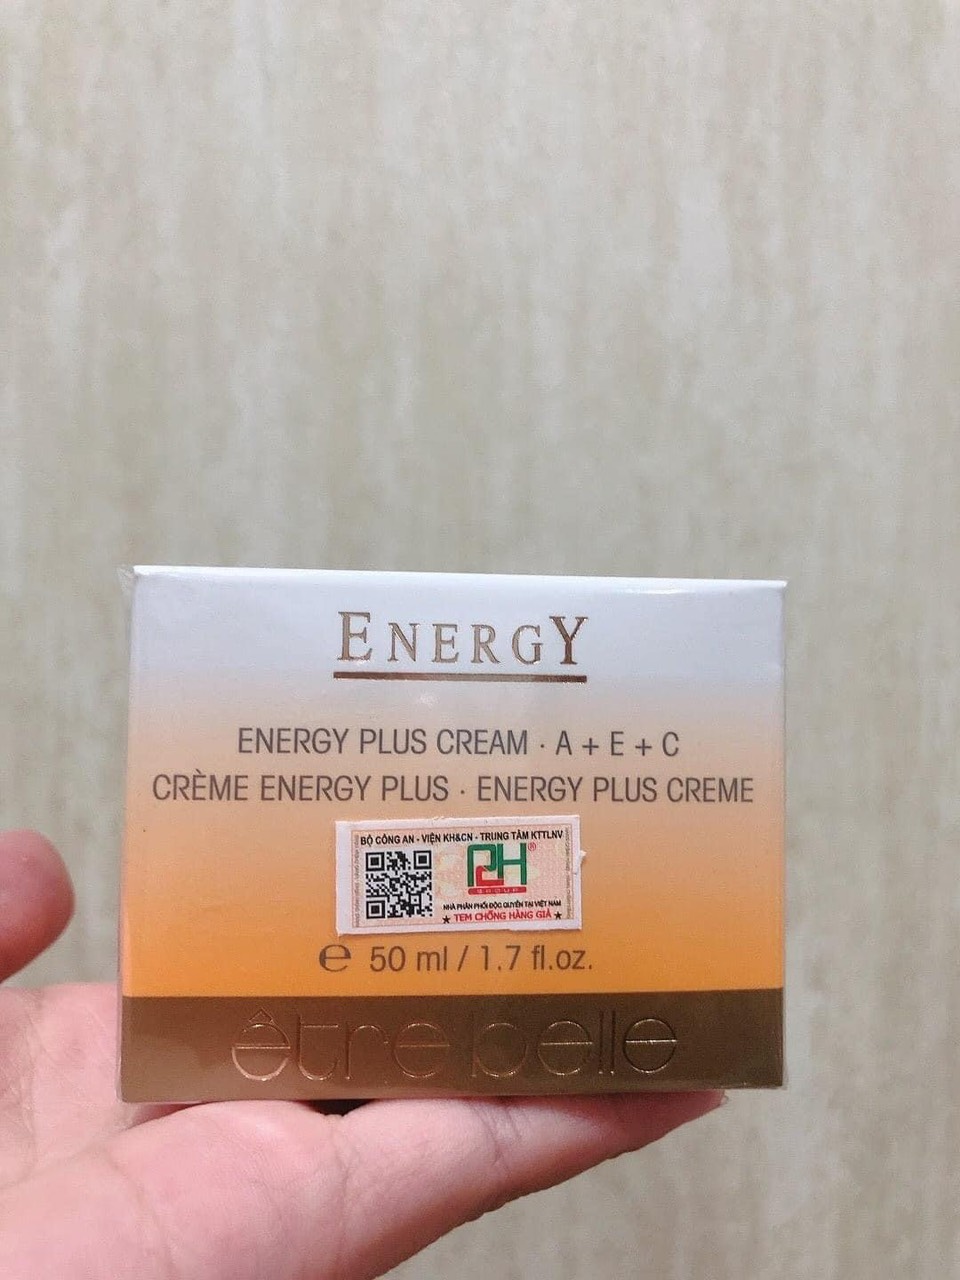 ENERGY
ENERGY PLUS CREAM · A + E + C
CRÈME ENERGY PLUS · ENERGY PLUS CREME
BỘ CÔNG AN - VIỆN KH&CN - TRUNG TÂM KTTLNV
PH®
GROUP
NHÀ PHÂN PHỐI ĐỘC QUYỀN TẠI VIỆT NAM
★ TEM CHỐNG HÀNG GIẢ ★
℮ 50 ml / 1.7 fl.oz.
être belle